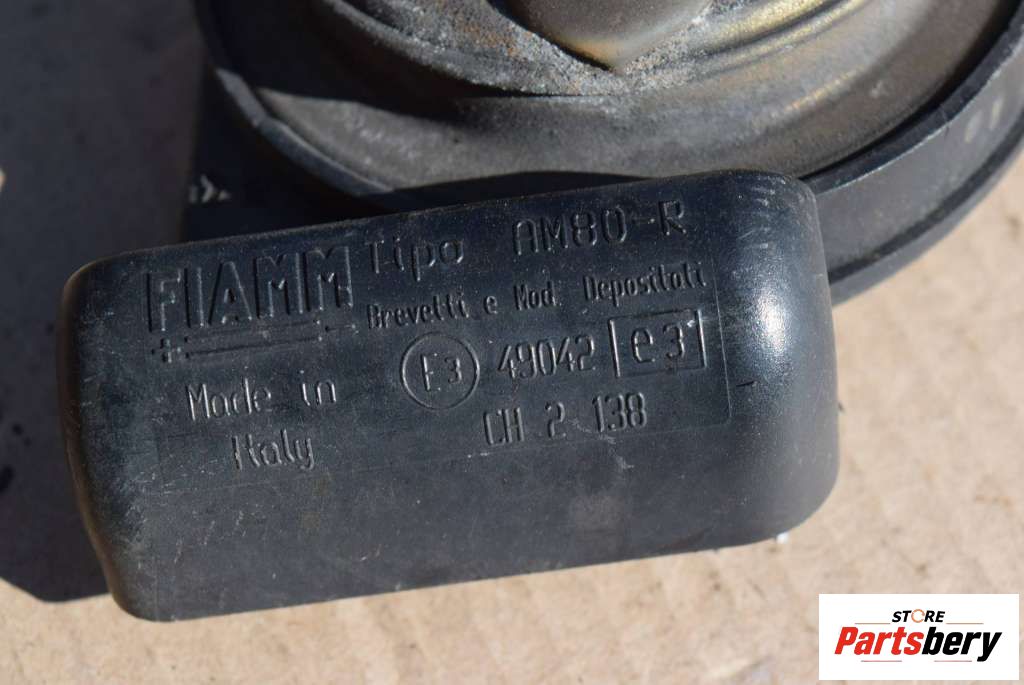 FIAMM Tipo AM80-R
Brevetti e Mod. Depositati
Made in Italy
E3 49042 e3
CH 2 138
STORE
Partsbery